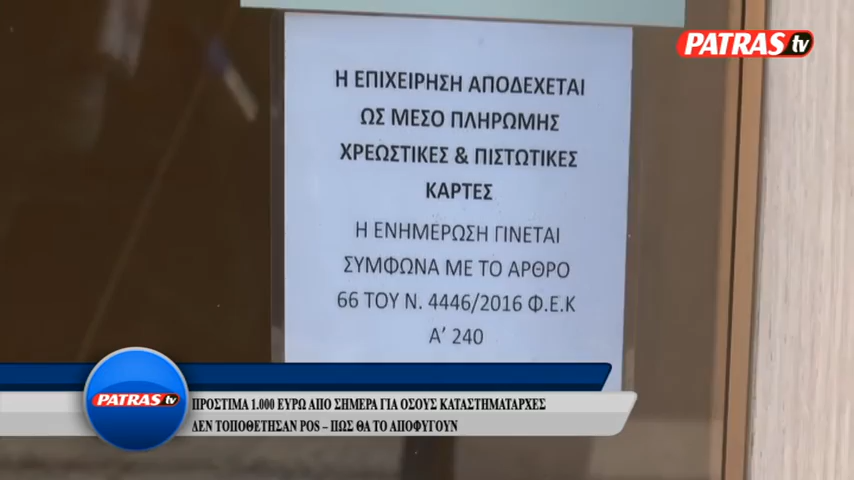 PATRAS tv
Η ΕΠΙΧΕΙΡΗΣΗ ΑΠΟΔΕΧΕΤΑΙ
ΩΣ ΜΕΣΟ ΠΛΗΡΩΜΗΣ
ΧΡΕΩΣΤΙΚΕΣ & ΠΙΣΤΩΤΙΚΕΣ
ΚΑΡΤΕΣ
Η ΕΝΗΜΕΡΩΣΗ ΓΙΝΕΤΑΙ
ΣΥΜΦΩΝΑ ΜΕ ΤΟ ΑΡΘΡΟ
66 ΤΟΥ Ν. 4446/2016 Φ.Ε.Κ
Α’ 240
PATRAS tv
ΠΡΟΣΤΙΜΑ 1.000 ΕΥΡΩ ΑΠΟ ΣΗΜΕΡΑ ΓΙΑ ΟΣΟΥΣ ΚΑΤΑΣΤΗΜΑΤΑΡΧΕΣ
ΔΕΝ ΤΟΠΟΘΕΤΗΣΑΝ POS – ΠΩΣ ΘΑ ΤΟ ΑΠΟΦΥΓΟΥΝ